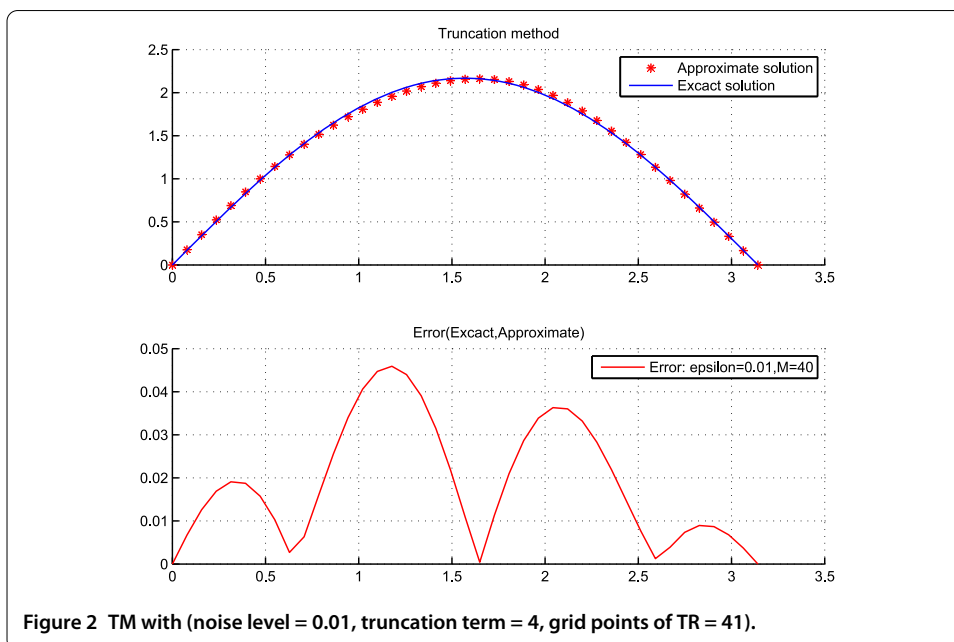 Truncation method
2.5
2
1.5
1
0.5
0
0 0.5 1 1.5 2 2.5 3 3.5
Approximate solution
Excact solution
Error(Excact,Approximate)
0.05
0.04
0.03
0.02
0.01
0
0 0.5 1 1.5 2 2.5 3 3.5
Error: epsilon=0.01,M=40
Figure 2 TM with (noise level = 0.01, truncation term = 4, grid points of TR = 41).